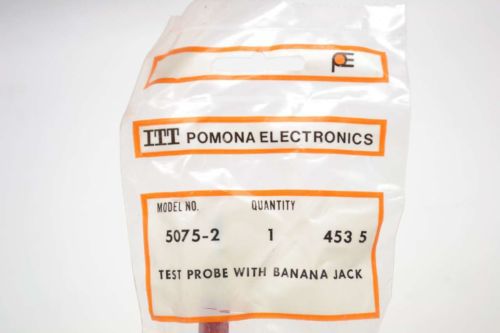 PE
ITT POMONA ELECTRONICS
MODEL NO. QUANTITY
5075-2 1 453 5
TEST PROBE WITH BANANA JACK